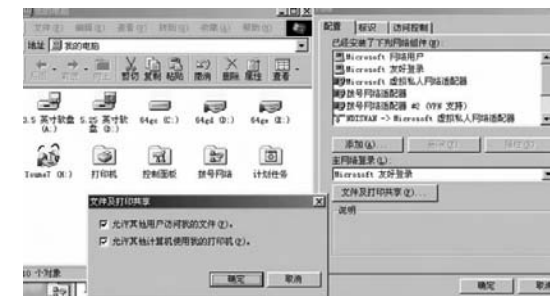 文件(F) 编辑(E) 查看(V) 转到(G) 收藏(A) 帮助(H)
地址 我的电脑
后退 前进 向上 剪切 复制 粘贴 撤消 删除 属性 查看
3.5 英寸软盘 (A:)
5.25 英寸软盘 (B:)
64gc (C:)
64gd (D:)
64ge (E:)
打印机
控制面板
拨号网络
计划任务
10 个对象
文件及打印共享
允许其他用户访问我的文件(F)。
允许其他计算机使用我的打印机(P)。
确定
取消
配置 标识 访问控制
已经安装了下列网络组件(N):
Microsoft 网络用户
Microsoft 友好登录
Microsoft 虚拟私人网络适配器
拨号网络适配器
拨号网络适配器 #2 (VPN 支持)
NDISWAN -> Microsoft 虚拟私人网络适配器
添加(A)...
主网络登录(L):
Microsoft 友好登录
文件及打印共享(F)...
说明
确定
取消